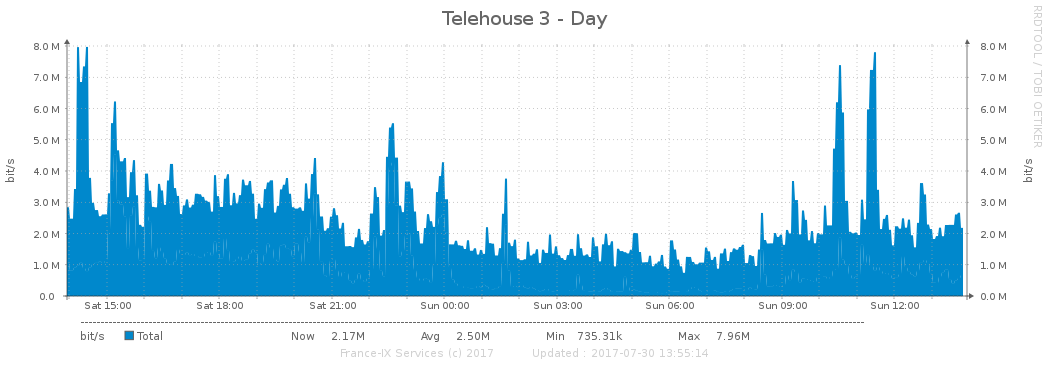 Telehouse 3 - Day
RRDTOOL / TOBI OETIKER
bit/s
bit/s
8.0 M 8.0 M
7.0 M 7.0 M
6.0 M 6.0 M
5.0 M 5.0 M
4.0 M 4.0 M
3.0 M 3.0 M
2.0 M 2.0 M
1.0 M 1.0 M
0.0 0.0 M
Sat 15:00 Sat 18:00 Sat 21:00 Sun 00:00 Sun 03:00 Sun 06:00 Sun 09:00 Sun 12:00
bit/s Total Now 2.17M Avg 2.50M Min 735.31k Max 7.96M
France-IX Services (c) 2017 Updated : 2017-07-30 13:55:14